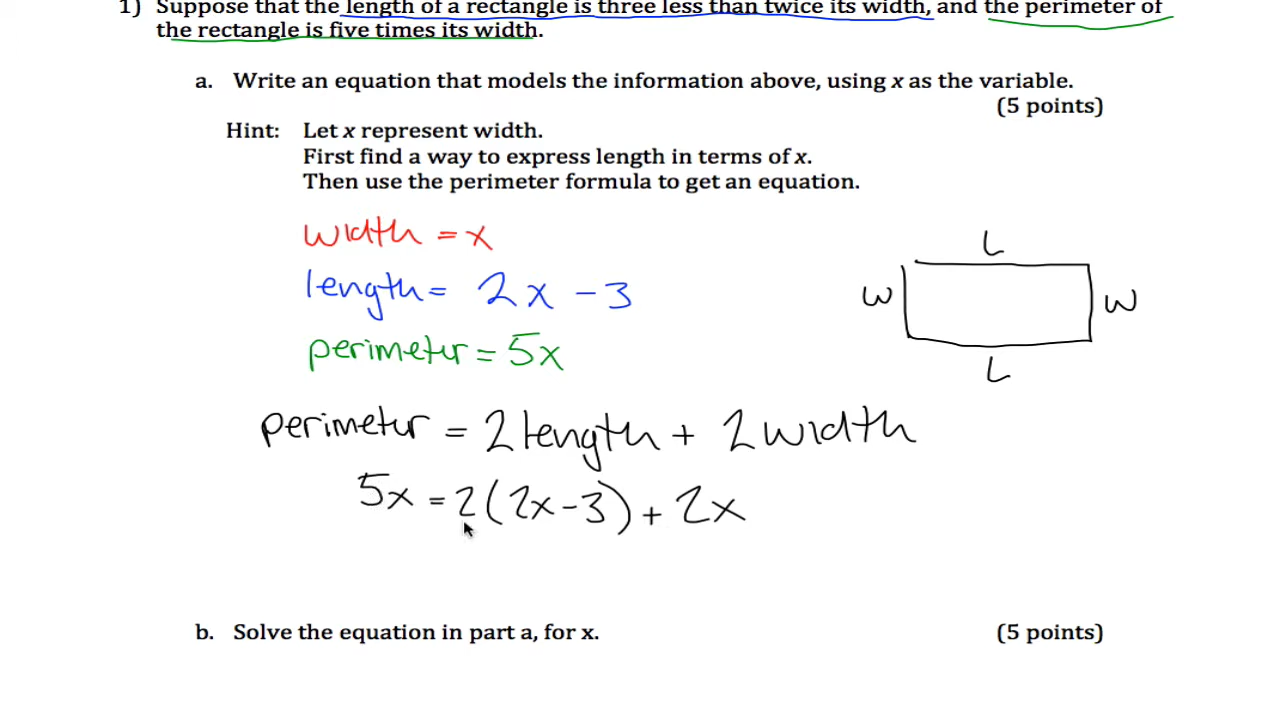 1) Suppose that the length of a rectangle is three less than twice its width, and the perimeter of
the rectangle is five times its width.
a. Write an equation that models the information above, using x as the variable.
(5 points)
Hint: Let x represent width.
First find a way to express length in terms of x.
Then use the perimeter formula to get an equation.
width = x
length = 2x - 3
perimeter = 5x
L
W
W
L
perimeter = 2 length + 2 width
5x = 2(2x-3) + 2x
b. Solve the equation in part a, for x.
(5 points)